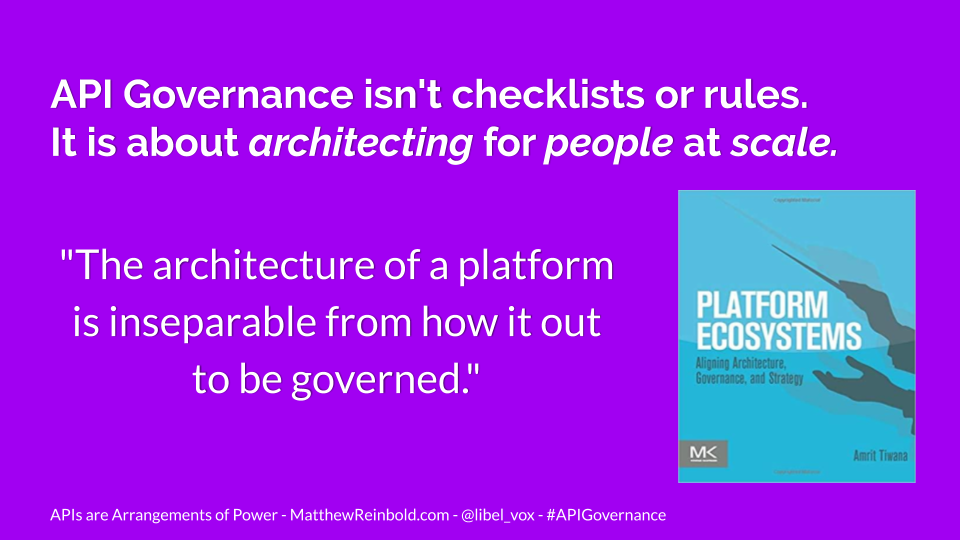 API Governance isn't checklists or rules.
It is about architecting for people at scale.
"The architecture of a platform
is inseparable from how it out
to be governed."
PLATFORM
ECOSYSTEMS
Aligning Architecture,
Governance, and Strategy
MK
Amrit Tiwana
APIs are Arrangements of Power - MatthewReinbold.com - @libel_vox - #APIGovernance